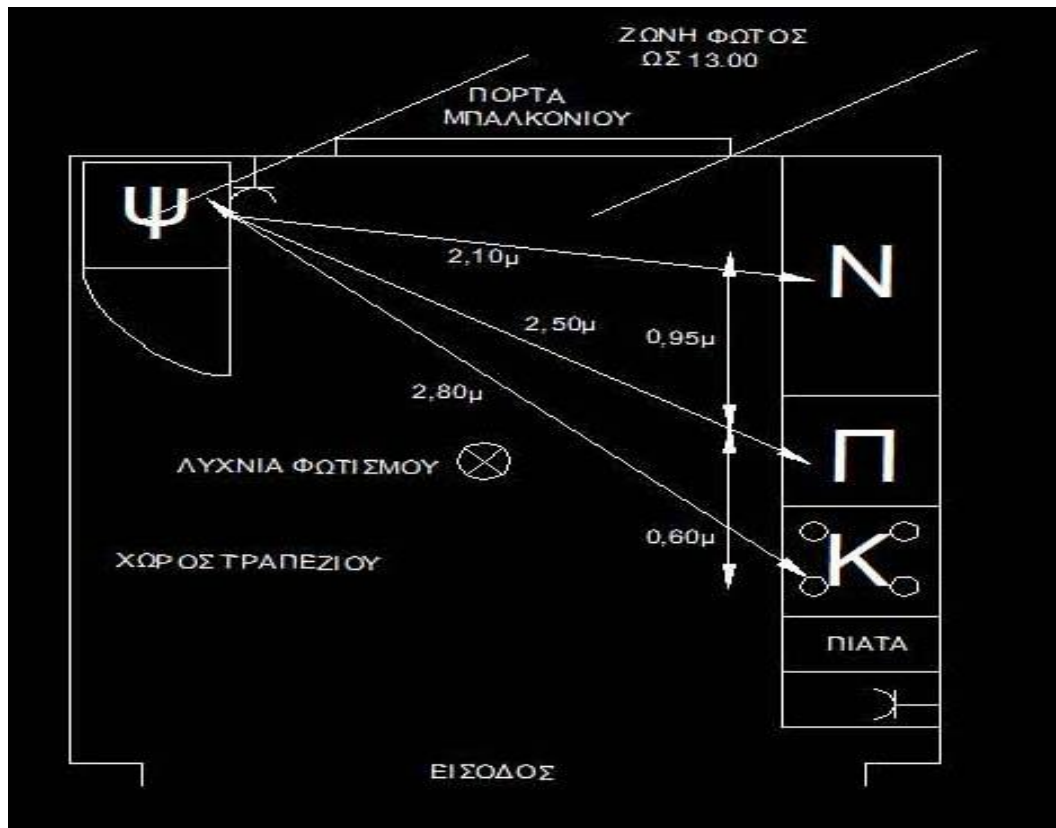 ΖΩΝΗ ΦΩΤΟΣ
ΩΣ 13.00
ΠΟΡΤΑ
ΜΠΑΛΚΟΝΙΟΥ
Ψ
2,10μ
Ν
2,50μ
0,95μ
2,80μ
Π
ΛΥΧΝΙΑ ΦΩΤΙΣΜΟΥ
0,60μ
Κ
ΧΩΡΟΣ ΤΡΑΠΕΖΙΟΥ
ΠΙΑΤΑ
ΕΙΣΟΔΟΣ